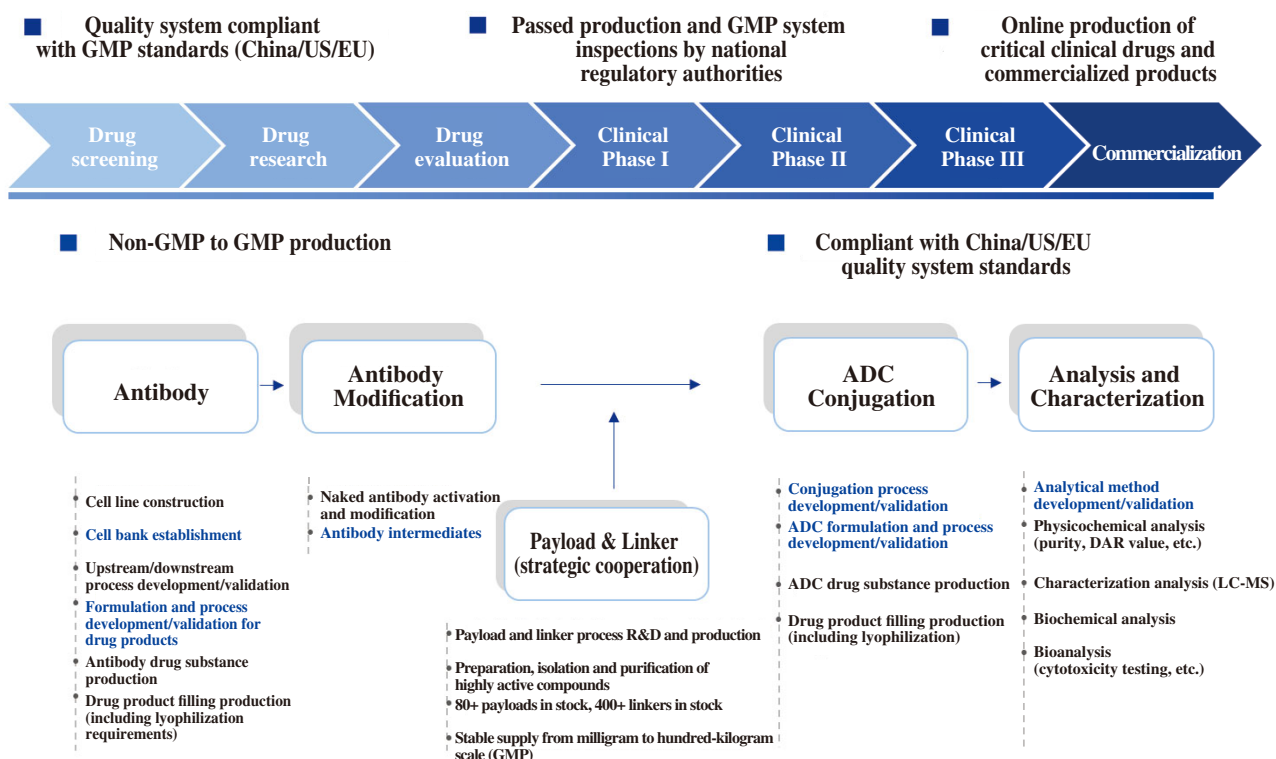 Quality system compliant
with GMP standards (China/US/EU)
Passed production and GMP system
inspections by national
regulatory authorities
Online production of
critical clinical drugs and
commercialized products
Drug
screening
Drug
research
Drug
evaluation
Clinical
Phase I
Clinical
Phase II
Clinical
Phase III
Commercialization
Non-GMP to GMP production
Compliant with China/US/EU
quality system standards
Antibody
Antibody
Modification
ADC
Conjugation
Analysis and
Characterization
Payload & Linker
(strategic cooperation)
Cell line construction
Cell bank establishment
Upstream/downstream
process development/validation
Formulation and process
development/validation for
drug products
Antibody drug substance
production
Drug product filling production
(including lyophilization
requirements)
Naked antibody activation
and modification
Antibody intermediates
Payload and linker process R&D and production
Preparation, isolation and purification of
highly active compounds
80+ payloads in stock, 400+ linkers in stock
Stable supply from milligram to hundred-kilogram
scale (GMP)
Conjugation process
development/validation
ADC formulation and process
development/validation
ADC drug substance production
Drug product filling production
(including lyophilization)
Analytical method
development/validation
Physicochemical analysis
(purity, DAR value, etc.)
Characterization analysis (LC-MS)
Biochemical analysis
Bioanalysis
(cytotoxicity testing, etc.)